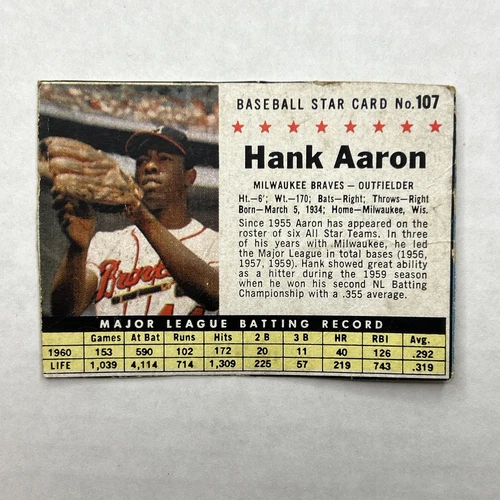 BASEBALL STAR CARD No. 107
Hank Aaron
MILWAUKEE BRAVES — OUTFIELDER
Ht.—6'; Wt.—170; Bats—Right; Throws—Right
Born—March 5, 1934; Home—Milwaukee, Wis.
Since 1955 Aaron has appeared on the
roster of six All Star Teams. In three
of his years with Milwaukee, he led
the Major League in total bases (1956,
1957, 1959). Hank showed great ability
as a hitter during the 1959 season
when he won his second NL Batting
Championship with a .355 average.
Braves
44
MAJOR LEAGUE BATTING RECORD
Games At Bat Runs Hits 2 B 3 B HR RBI Avg.
1960 153 590 102 172 20 11 40 126 .292
LIFE 1,039 4,114 714 1,309 225 57 219 743 .319